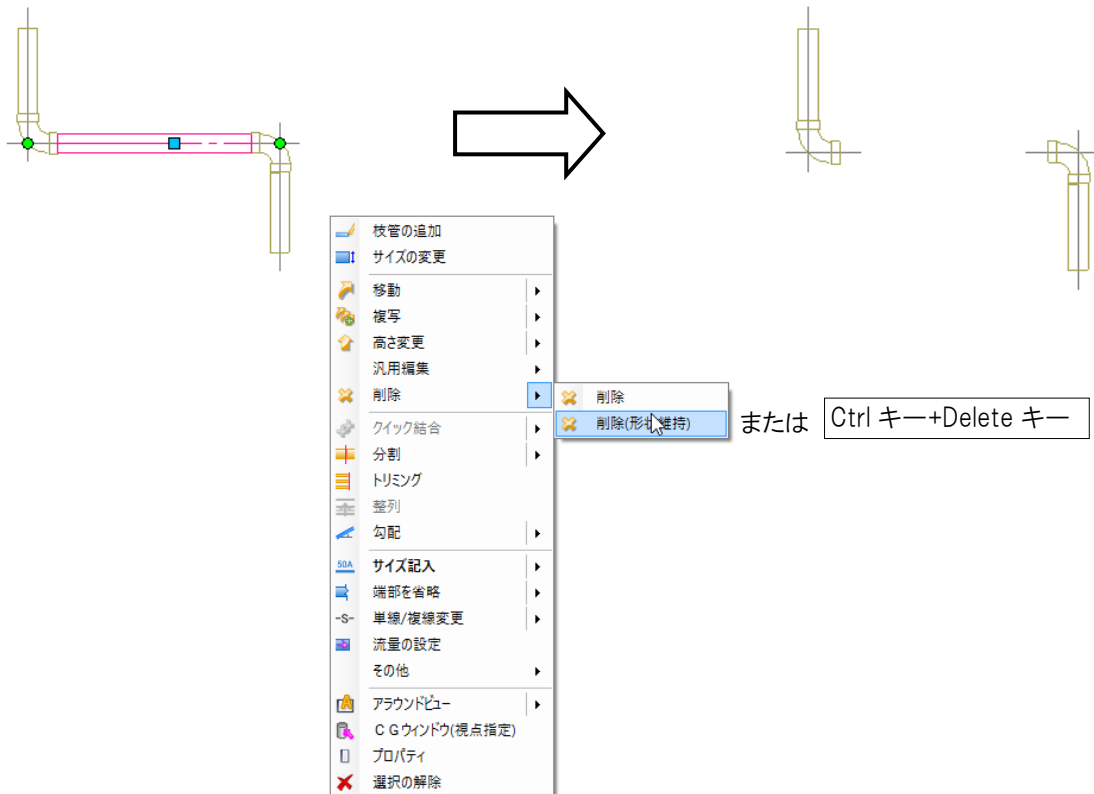 枝管の追加
サイズの変更
移動
複写
高さ変更
汎用編集
削除
削除
クイック結合
削除(形状維持)
または Ctrl キー+Delete キー
分割
トリミング
整列
勾配
50A サイズ記入
端部を省略
-S- 単線/複線変更
流量の設定
その他
A アラウンドビュー
CGウィンドウ(視点指定)
プロパティ
選択の解除